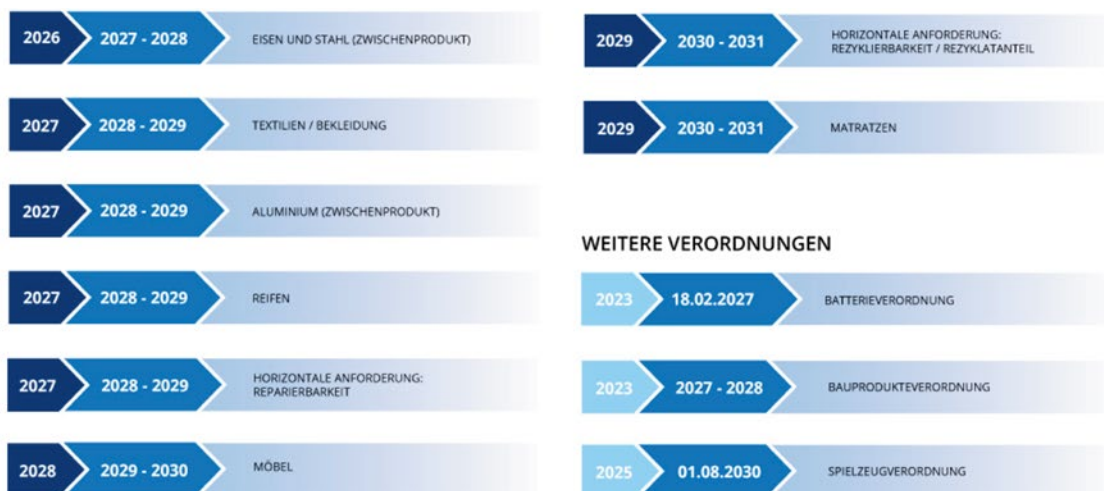 2026 2027 - 2028 EISEN UND STAHL (ZWISCHENPRODUKT)
2027 2028 - 2029 TEXTILIEN / BEKLEIDUNG
2027 2028 - 2029 ALUMINIUM (ZWISCHENPRODUKT)
2027 2028 - 2029 REIFEN
2027 2028 - 2029 HORIZONTALE ANFORDERUNG:
REPARIERBARKEIT
2028 2029 - 2030 MÖBEL
2029 2030 - 2031 HORIZONTALE ANFORDERUNG:
REZYKLIERBARKEIT / REZYKLATANTEIL
2029 2030 - 2031 MATRATZEN
WEITERE VERORDNUNGEN
2023 18.02.2027 BATTERIEVERORDNUNG
2023 2027 - 2028 BAUPRODUKTEVERORDNUNG
2025 01.08.2030 SPIELZEUGVERORDNUNG